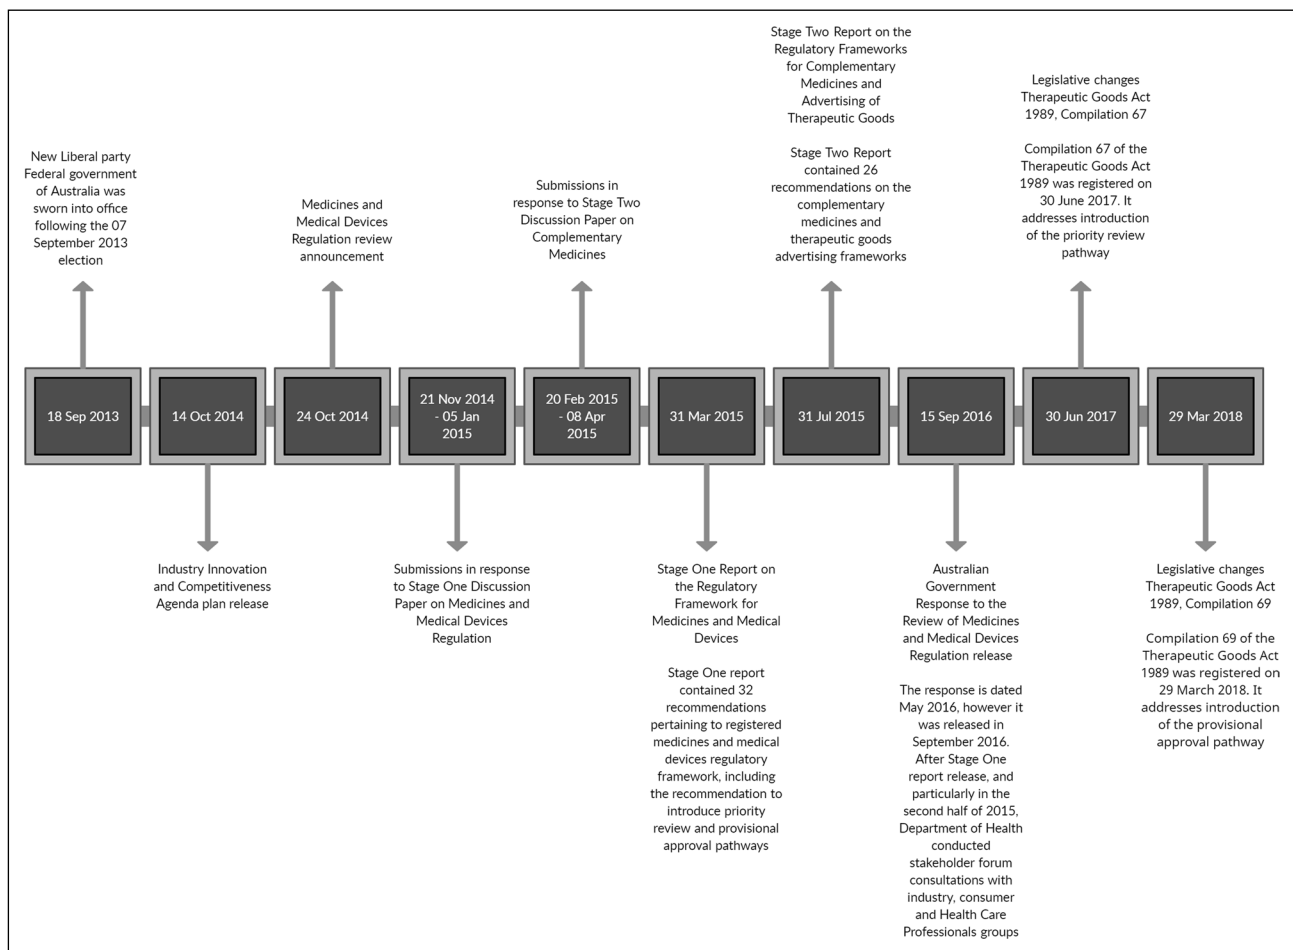 New Liberal party
Federal government
of Australia was
sworn into office
following the 07
September 2013
election
Medicines and
Medical Devices
Regulation review
announcement
Submissions in
response to Stage Two
Discussion Paper on
Complementary
Medicines
Stage Two Report on the
Regulatory Frameworks
for Complementary
Medicines and
Advertising of
Therapeutic Goods
Stage Two Report
contained 26
recommendations on the
complementary
medicines and
therapeutic goods
advertising frameworks
Legislative changes
Therapeutic Goods Act
1989, Compilation 67
Compilation 67 of the
Therapeutic Goods Act
1989 was registered on
30 June 2017. It
addresses introduction
of the priority review
pathway
18 Sep 2013
14 Oct 2014
24 Oct 2014
21 Nov 2014
- 05 Jan
2015
20 Feb 2015
- 08 Apr
2015
31 Mar 2015
31 Jul 2015
15 Sep 2016
30 Jun 2017
29 Mar 2018
Industry Innovation
and Competitiveness
Agenda plan release
Submissions in response
to Stage One Discussion
Paper on Medicines and
Medical Devices
Regulation
Stage One Report on
the Regulatory
Framework for
Medicines and Medical
Devices
Stage One report
contained 32
recommendations
pertaining to registered
medicines and medical
devices regulatory
framework, including
the recommendation to
introduce priority
review and provisional
approval pathways
Australian
Government
Response to the
Review of Medicines
and Medical Devices
Regulation release
The response is dated
May 2016, however it
was released in
September 2016.
After Stage One
report release, and
particularly in the
second half of 2015,
Department of Health
conducted
stakeholder forum
consultations with
industry, consumer
and Health Care
Professionals groups
Legislative changes
Therapeutic Goods Act
1989, Compilation 69
Compilation 69 of the
Therapeutic Goods Act
1989 was registered on
29 March 2018. It
addresses introduction
of the provisional
approval pathway